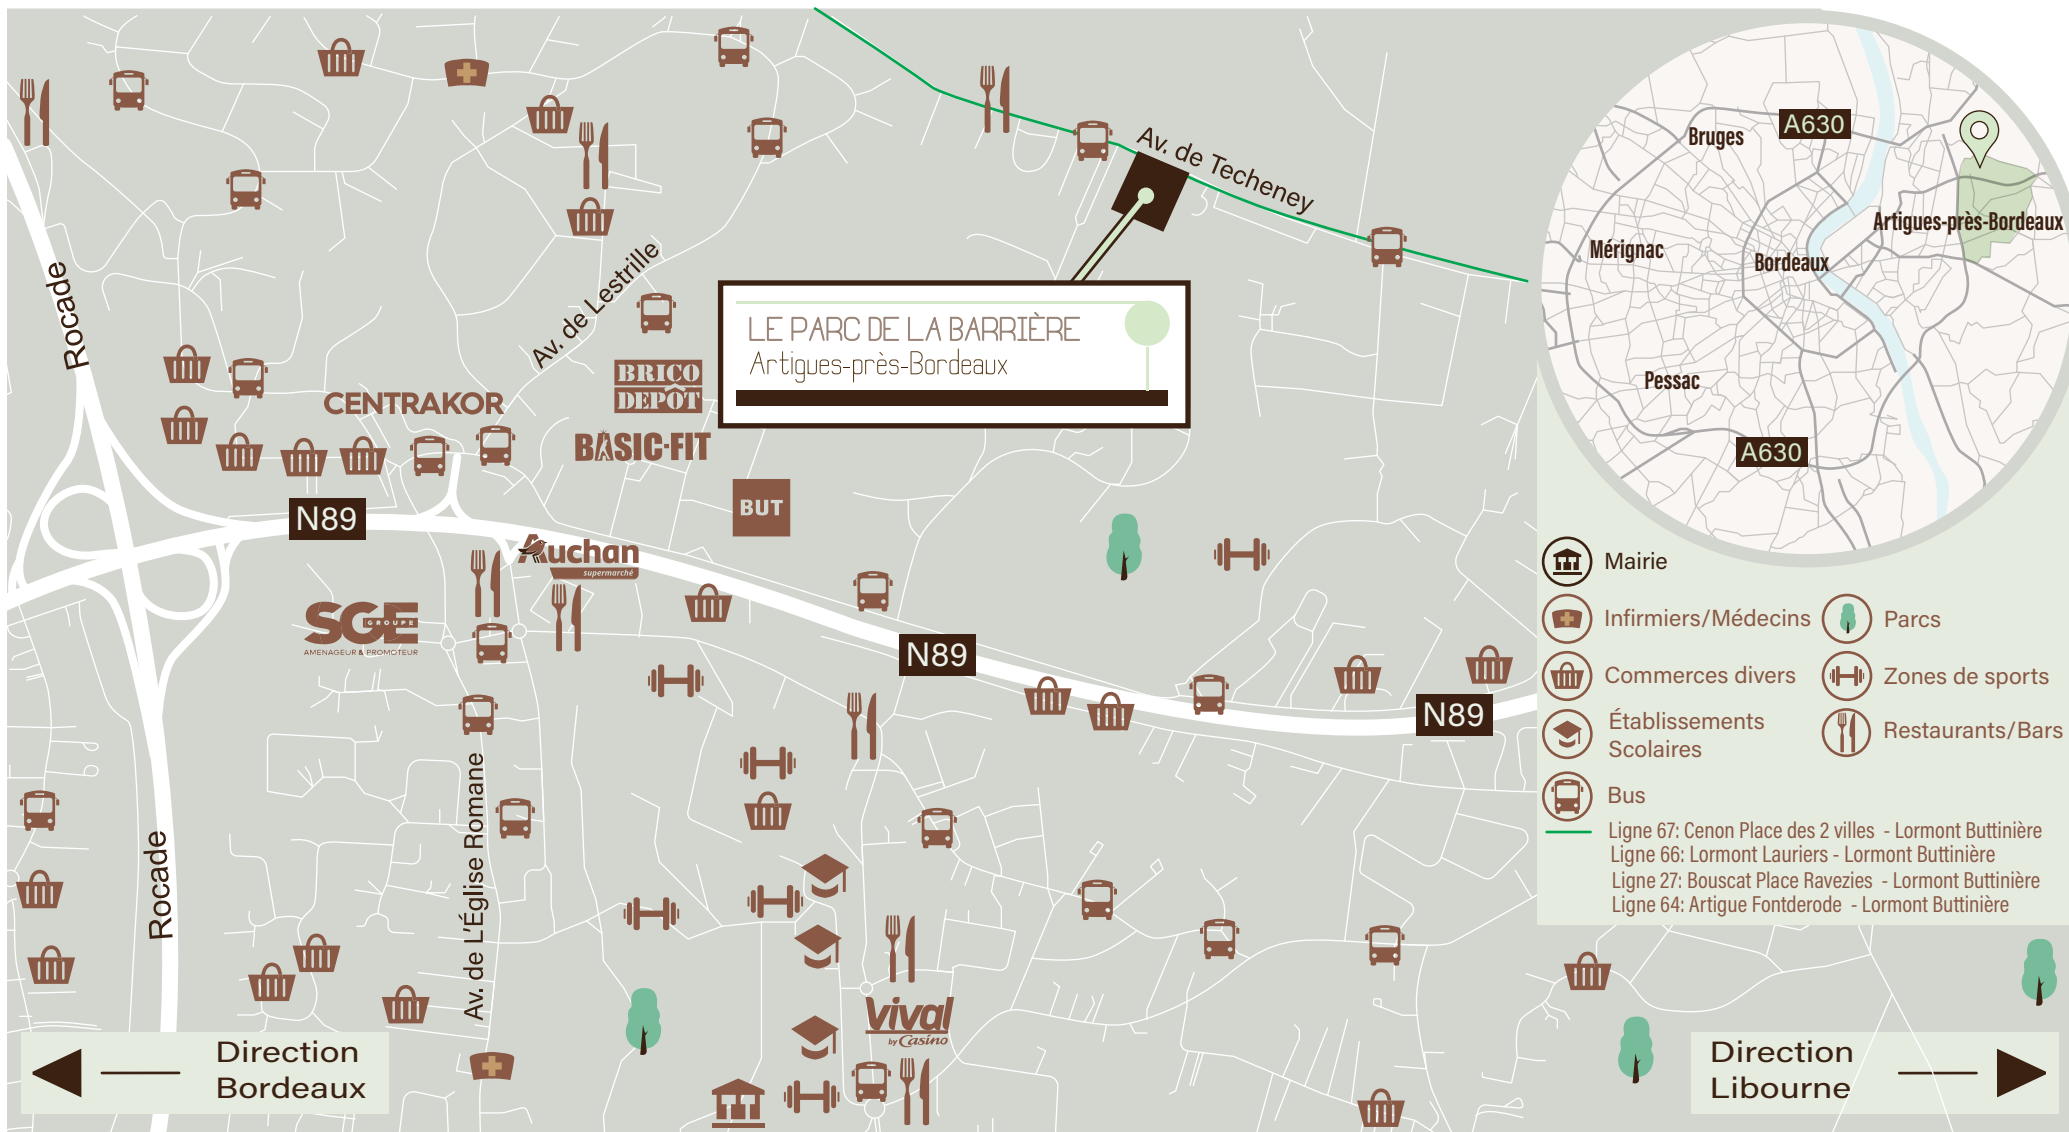 Av. de Techeney
Rocade
Av. de Lestrille
LE PARC DE LA BARRIÈRE
Artigues-près-Bordeaux
CENTRAKOR
BRICO
DEPÔT
BASIC-FIT
BUT
N89
Auchan
supermarché
SGE
GROUPE
AMENAGEUR & PROMOTEUR
N89
N89
Rocade
Av. de L'Église Romane
vival
by Casino
Direction
Bordeaux
Direction
Libourne
A630
Bruges
Artigues-près-Bordeaux
Mérignac
Bordeaux
Pessac
A630
Mairie
Infirmiers/Médecins
Parcs
Commerces divers
Zones de sports
Établissements
Scolaires
Restaurants/Bars
Bus
Ligne 67: Cenon Place des 2 villes - Lormont Buttinière
Ligne 66: Lormont Lauriers - Lormont Buttinière
Ligne 27: Bouscat Place Ravezies - Lormont Buttinière
Ligne 64: Artigue Fontderode - Lormont Buttinière